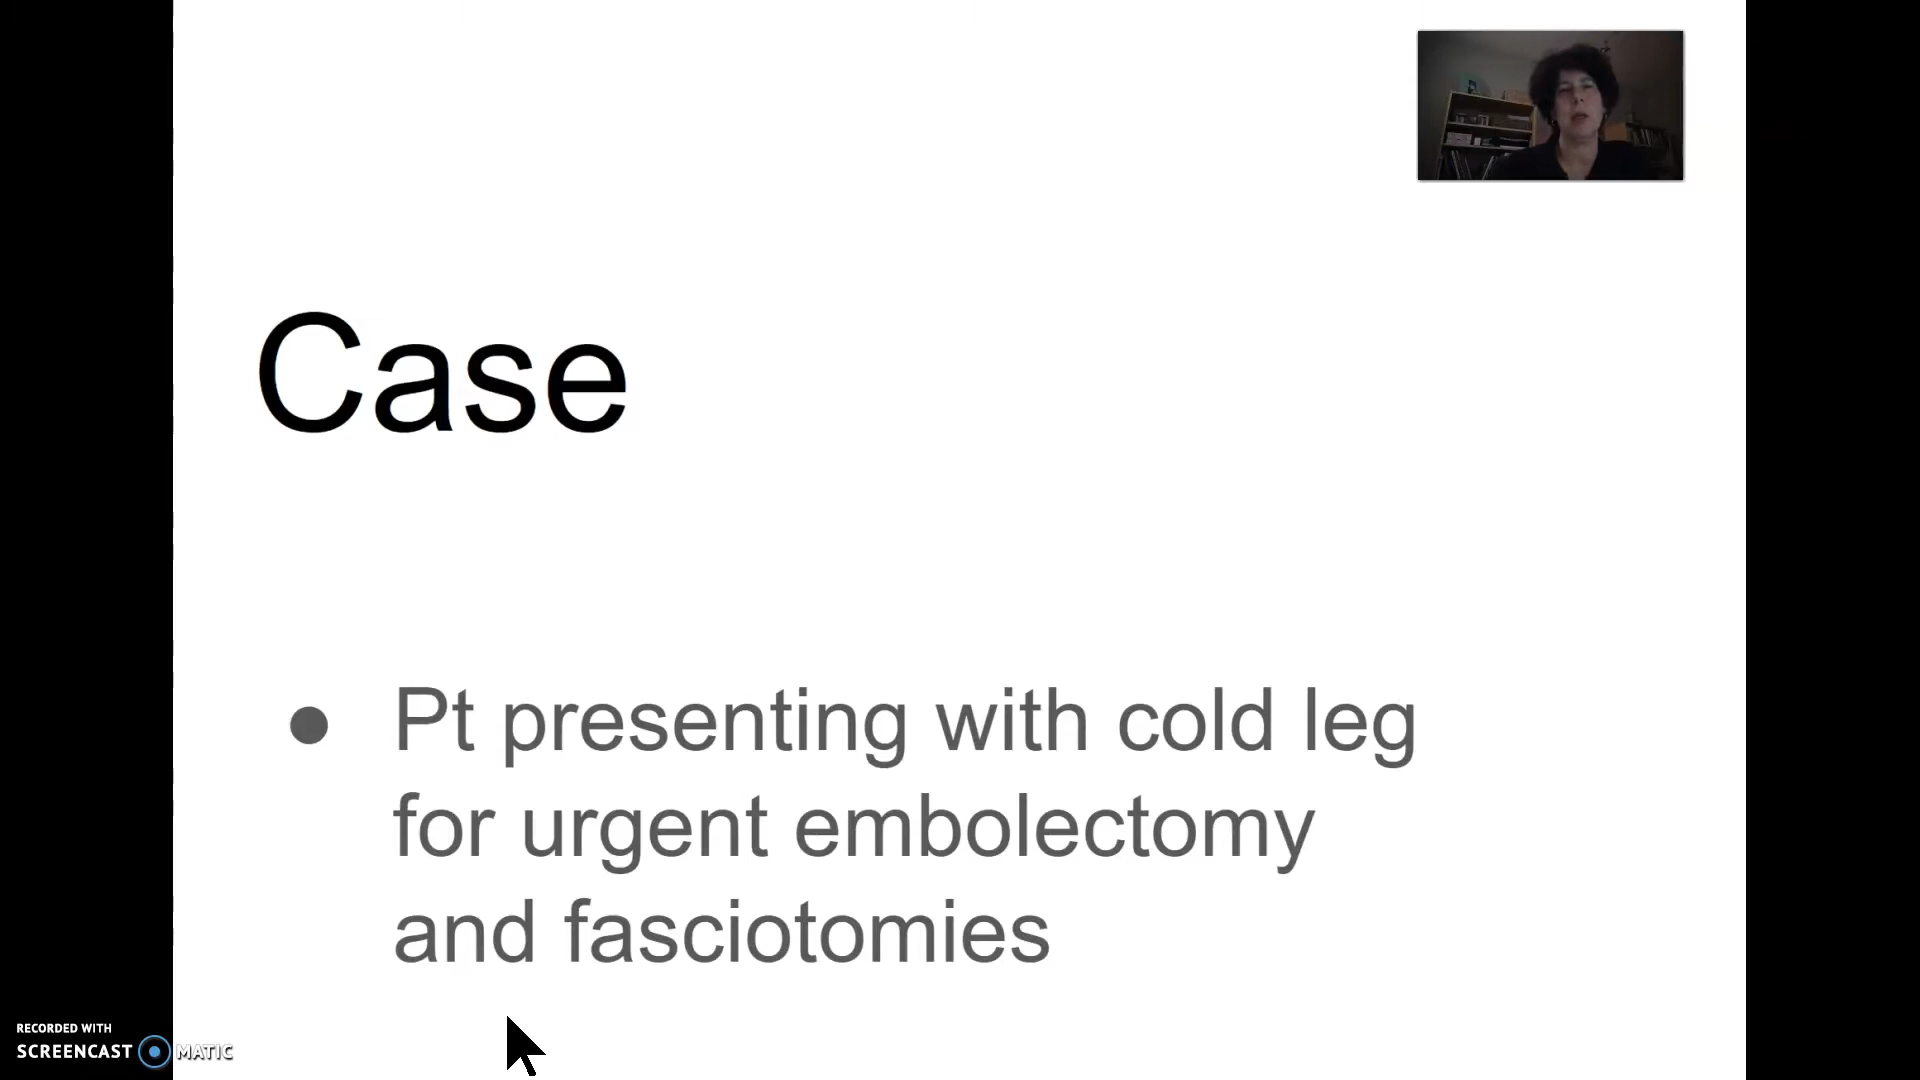 Case
● Pt presenting with cold leg
for urgent embolectomy
and fasciotomies
RECORDED WITH
SCREENCAST MATIC